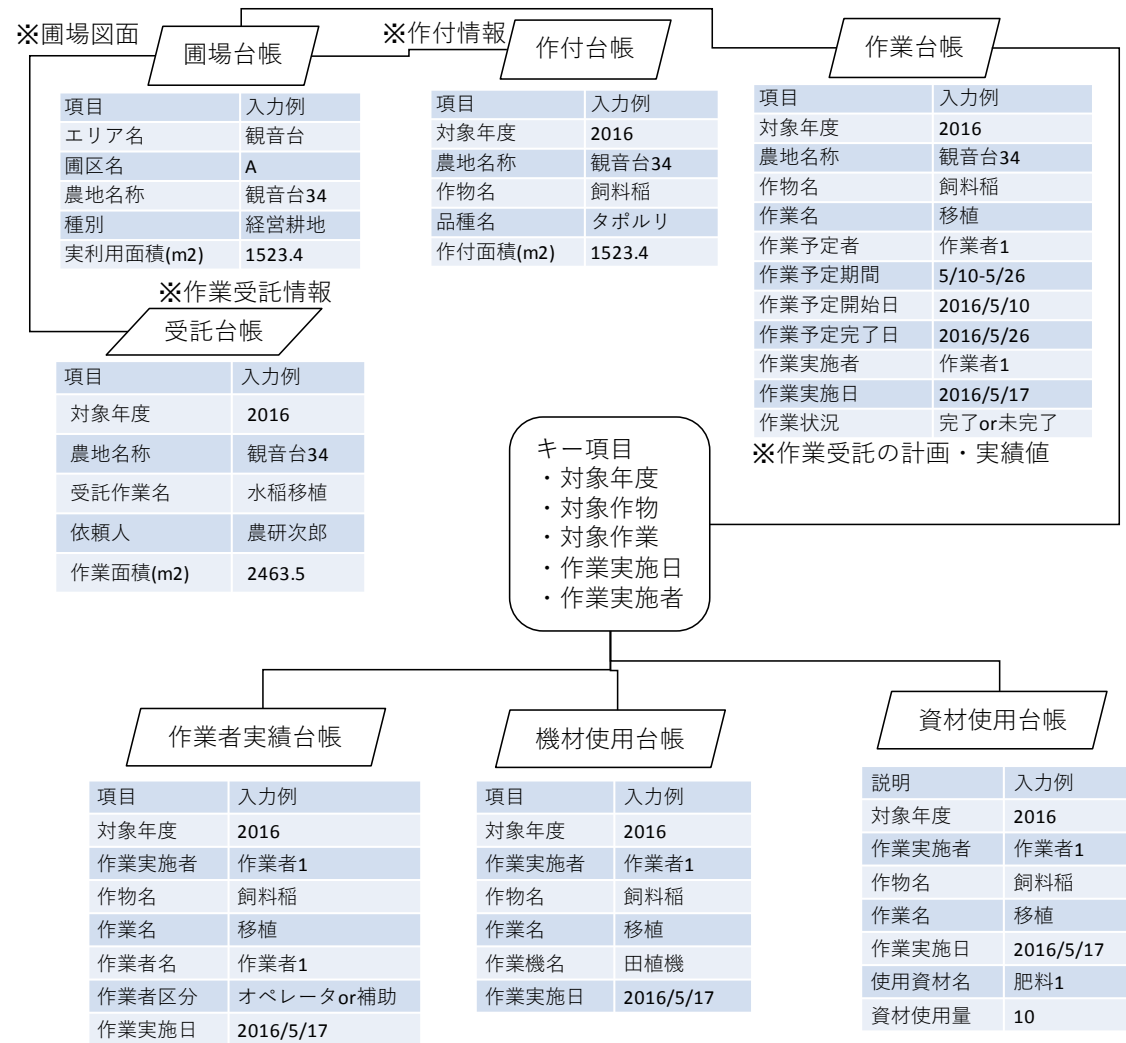 ※圃場図面
圃場台帳
項目 入力例
エリア名 観音台
圃区名 A
農地名称 観音台34
種別 経営耕地
実利用面積(m2) 1523.4
※作付情報
作付台帳
項目 入力例
対象年度 2016
農地名称 観音台34
作物名 飼料稲
品種名 タポルリ
作付面積(m2) 1523.4
作業台帳
項目 入力例
対象年度 2016
農地名称 観音台34
作物名 飼料稲
作業名 移植
作業予定者 作業者1
作業予定期間 5/10-5/26
作業予定開始日 2016/5/10
作業予定完了日 2016/5/26
作業実施者 作業者1
作業実施日 2016/5/17
作業状況 完了or未完了
※作業受託の計画・実績値
※作業受託情報
受託台帳
項目 入力例
対象年度 2016
農地名称 観音台34
受託作業名 水稲移植
依頼人 農研次郎
作業面積(m2) 2463.5
キー項目
・対象年度
・対象作物
・対象作業
・作業実施日
・作業実施者
作業者実績台帳
項目 入力例
対象年度 2016
作業実施者 作業者1
作物名 飼料稲
作業名 移植
作業者名 作業者1
作業者区分 オペレータor補助
作業実施日 2016/5/17
機材使用台帳
項目 入力例
対象年度 2016
作業実施者 作業者1
作物名 飼料稲
作業名 移植
作業機名 田植機
作業実施日 2016/5/17
資材使用台帳
説明 入力例
対象年度 2016
作業実施者 作業者1
作物名 飼料稲
作業名 移植
作業実施日 2016/5/17
使用資材名 肥料1
資材使用量 10